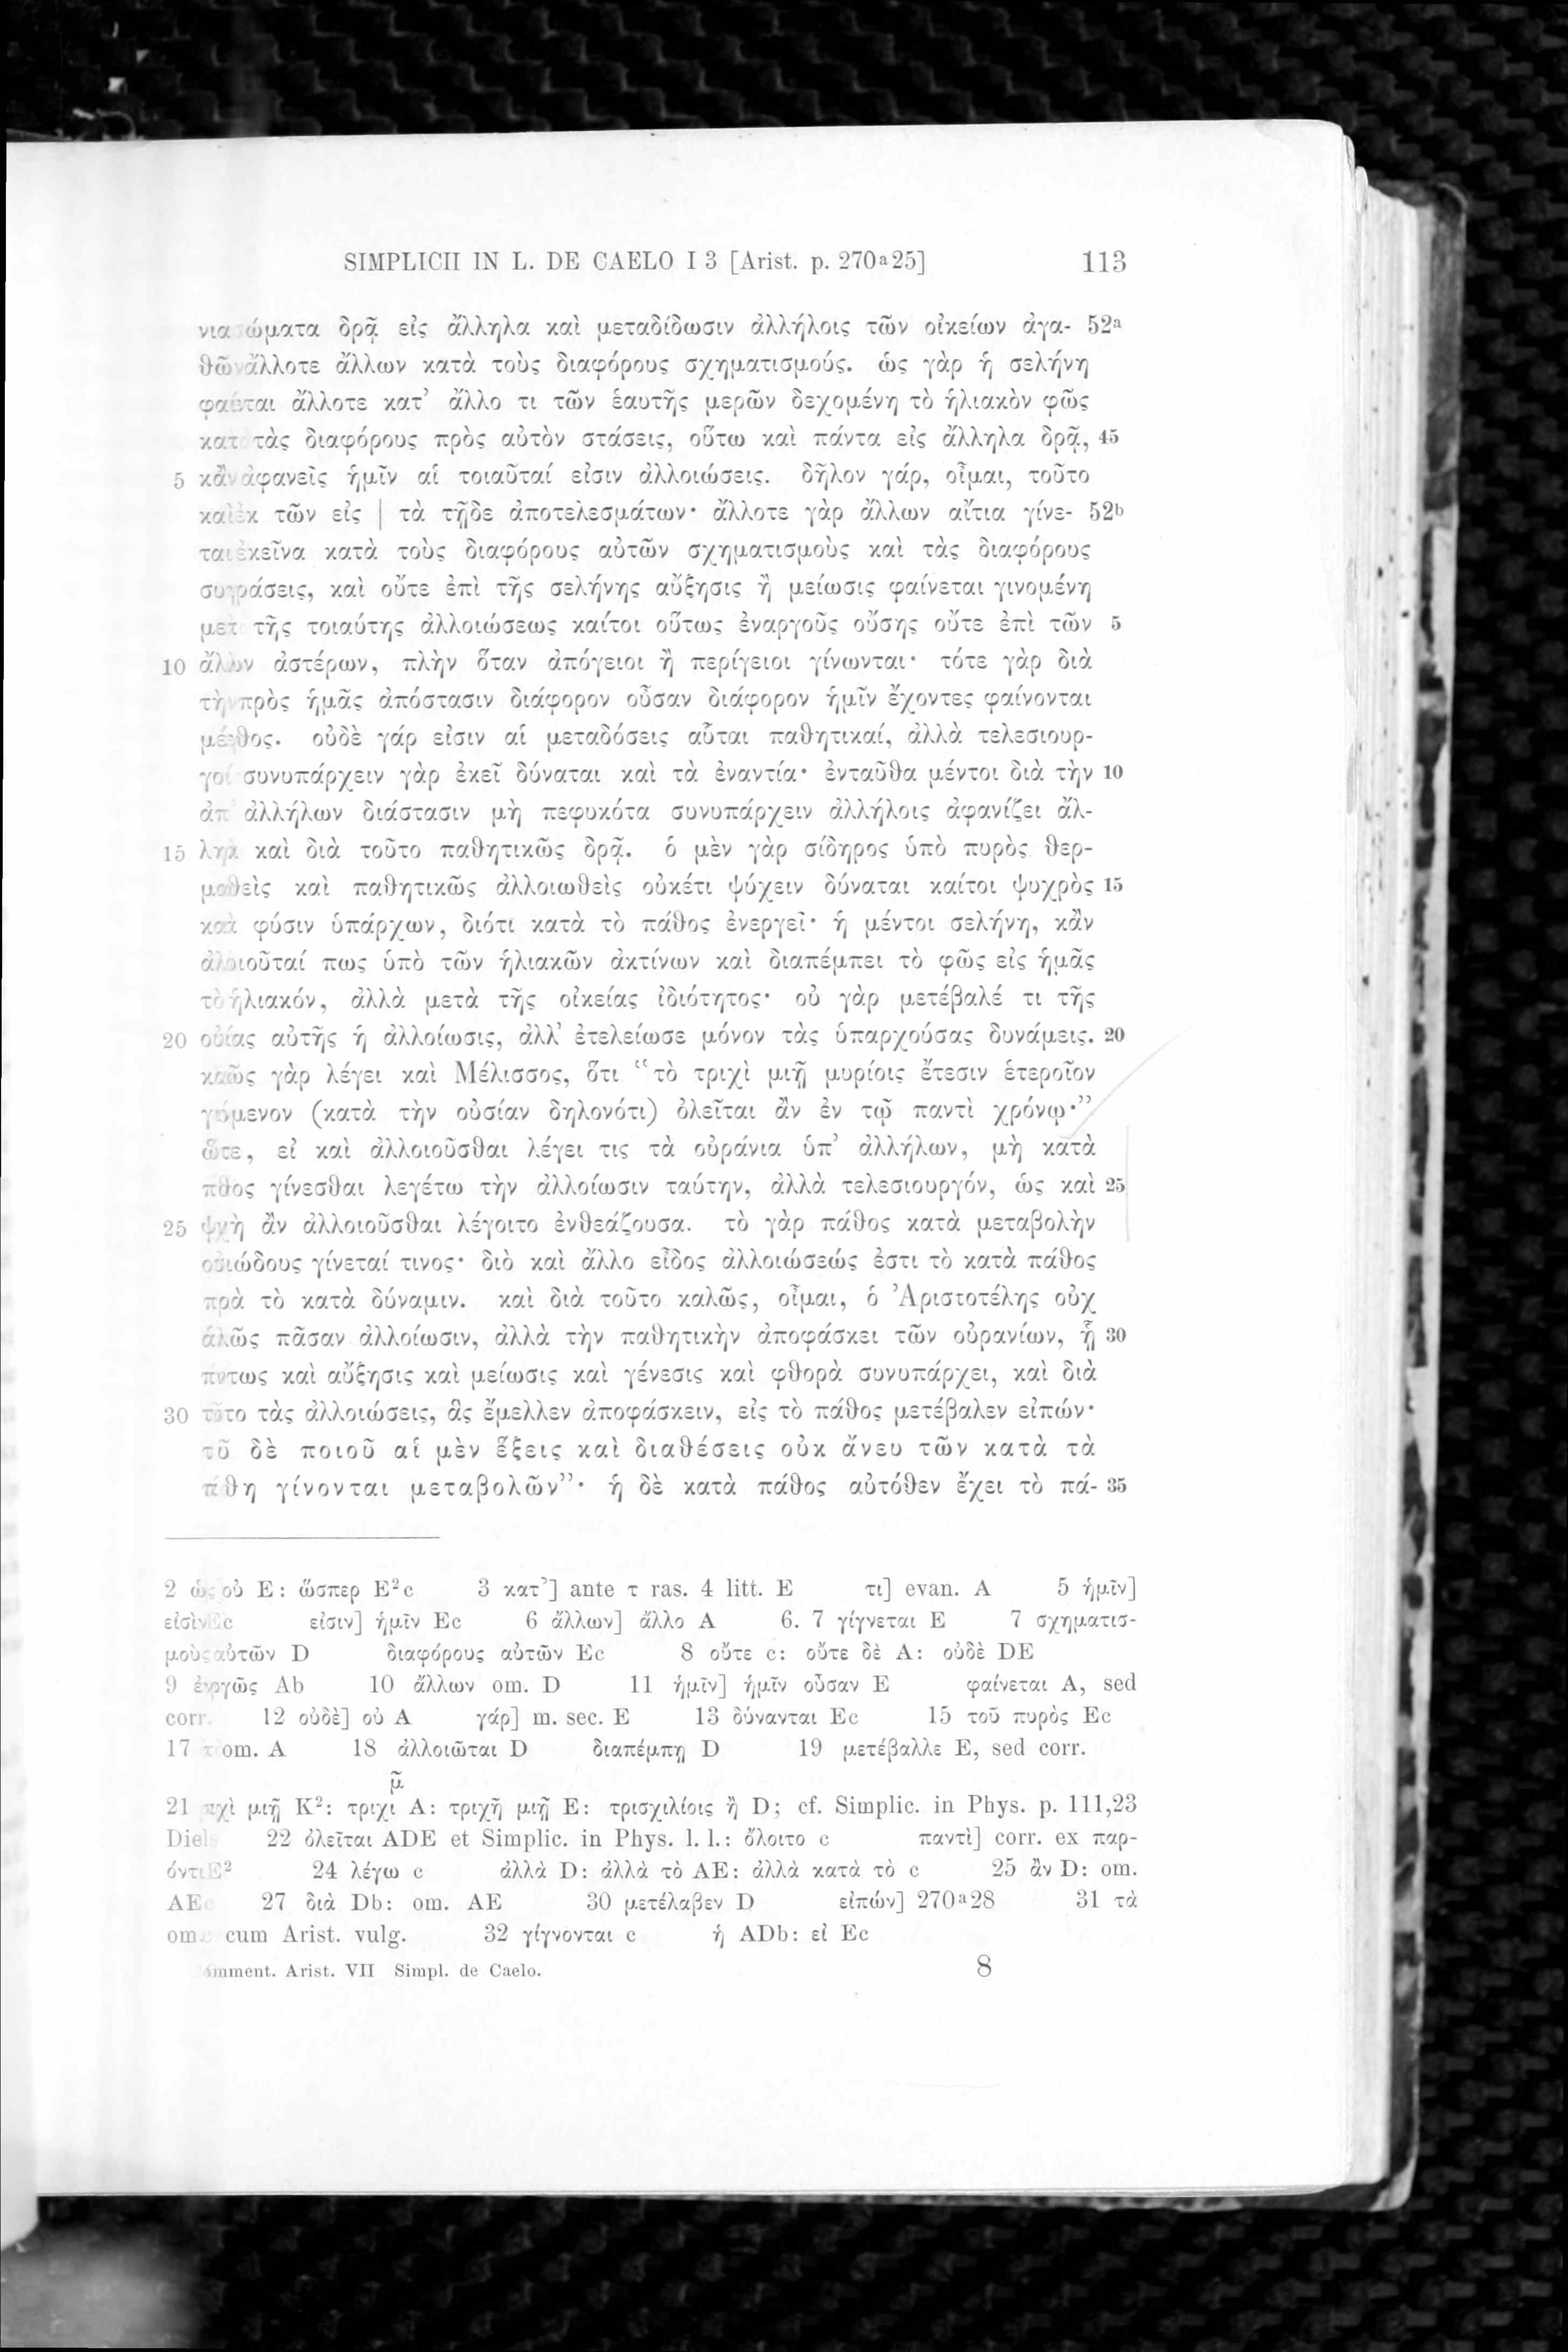 SIMPLICII IN L. DE CAELO I 3 [Arist. p. 270a25] 113
δρᾷ εἰς ἄλληλα καὶ μεταδίδωσιν ἀλλήλοις τῶν οἰκείων ἀγα- 52a
ἄλλοτε ἄλλων κατὰ τοὺς διαφόρους σχηματισμούς. ὡς γὰρ ἡ σελήνη
ἄλλοτε κατ’ ἄλλο τι τῶν ἑαυτῆς μερῶν δεχομένη τὸ ἡλιακὸν φῶς
τὰς διαφόρους πρὸς αὐτὸν στάσεις, οὕτω καὶ πάντα εἰς ἄλληλα δρᾷ, 45
5 κἂν ἀφανεῖς ἡμῖν αἱ τοιαῦταί εἰσιν ἀλλοιώσεις. δῆλον γάρ, οἶμαι, τοῦτο
καὶ ἐκ τῶν εἰς | τὰ τῇδε ἀποτελεσμάτων· ἄλλοτε γὰρ ἄλλων αἴτια γίνε- 52b
ται ἐκεῖνα κατὰ τοὺς διαφόρους αὐτῶν σχηματισμοὺς καὶ τὰς διαφόρους
καὶ οὔτε ἐπὶ τῆς σελήνης αὔξησις ἢ μείωσις φαίνεται γινομένη
τῆς τοιαύτης ἀλλοιώσεως καίτοι οὕτως ἐναργοῦς οὔσης οὔτε ἐπὶ τῶν 5
10 ἄλλων ἀστέρων, πλὴν ὅταν ἀπόγειοι ἢ περίγειοι γίνωνται· τότε γὰρ διὰ
τὴν πρὸς ἡμᾶς ἀπόστασιν διάφορον οὖσαν διάφορον ἡμῖν ἔχοντες φαίνονται
μέγεθος. οὐδὲ γάρ εἰσιν αἱ μεταδόσεις αὗται παθητικαί, ἀλλὰ τελεσιουρ-
γοί συνυπάρχειν γὰρ ἐκεῖ δύναται καὶ τὰ ἐναντία· ἐνταῦθα μέντοι διὰ τὴν 10
ἀπ’ ἀλλήλων διάστασιν μὴ πεφυκότα συνυπάρχειν ἀλλήλοις ἀφανίζει ἄλ-
15 ληλα καὶ διὰ τοῦτο παθητικῶς δρᾷ. ὁ μὲν γὰρ σίδηρος ὑπὸ πυρὸς θερ-
μανθεὶς καὶ παθητικῶς ἀλλοιωθεὶς οὐκέτι ψύχειν δύναται καίτοι ψυχρὸς 15
κατὰ φύσιν ὑπάρχων, διότι κατὰ τὸ πάθος ἐνεργεῖ· ἡ μέντοι σελήνη, κἂν
ἀλλοιοῦταί πως ὑπὸ τῶν ἡλιακῶν ἀκτίνων καὶ διαπέμπει τὸ φῶς εἰς ἡμᾶς
τὸ ἡλιακόν, ἀλλὰ μετὰ τῆς οἰκείας ἰδιότητος· οὐ γὰρ μετέβαλέ τι τῆς
20 οὐσίας αὐτῆς ἡ ἀλλοίωσις, ἀλλ’ ἐτελείωσε μόνον τὰς ὑπαρχούσας δυνάμεις. 20
καλῶς γὰρ λέγει καὶ Μέλισσος, ὅτι “τὸ τριχὶ μιῇ μυρίοις ἔτεσιν ἑτεροῖον
γινόμενον (κατὰ τὴν οὐσίαν δηλονότι) ὀλεῖται ἂν ἐν τῷ παντὶ χρόνῳ·”
ὥστε, εἰ καὶ ἀλλοιοῦσθαι λέγει τις τὰ οὐράνια ὑπ’ ἀλλήλων, μὴ κατὰ
πάθος γίνεσθαι λεγέτω τὴν ἀλλοίωσιν ταύτην, ἀλλὰ τελεσιουργόν, ὡς καὶ 25
25 ψυχὴ ἂν ἀλλοιοῦσθαι λέγοιτο ἐνθεάζουσα. τὸ γὰρ πάθος κατὰ μεταβολὴν
οὐσιώδους γίνεταί τινος· διὸ καὶ ἄλλο εἶδος ἀλλοιώσεώς ἐστι τὸ κατὰ πάθος
παρὰ τὸ κατὰ δύναμιν. καὶ διὰ τοῦτο καλῶς, οἶμαι, ὁ Ἀριστοτέλης οὐχ
ἁπλῶς πᾶσαν ἀλλοίωσιν, ἀλλὰ τὴν παθητικὴν ἀποφάσκει τῶν οὐρανίων, ᾗ 30
πάντως καὶ αὔξησις καὶ μείωσις καὶ γένεσις καὶ φθορὰ συνυπάρχει, καὶ διὰ
30 τοῦτο τὰς ἀλλοιώσεις, ἃς ἔμελλεν ἀποφάσκειν, εἰς τὸ πάθος μετέβαλεν εἰπών·
τοῦ δὲ ποιοῦ αἱ μὲν ἕξεις καὶ διαθέσεις οὐκ ἄνευ τῶν κατὰ τὰ
πάθη γίνονται μεταβολῶν”· ἡ δὲ κατὰ πάθος αὐτόθεν ἔχει τὸ πά- 35
2 οὐ E: ὥσπερ E²c 3 κατ’] ante τ ras. 4 litt. E τι] evan. A 5 ἡμῖν]
εἰσὶν Ec εἰσιν] ἡμῖν Ec 6 ἄλλων] ἄλλο A 6. 7 γίγνεται E 7 σχηματισ-
μοὺς αὐτῶν D διαφόρους αὐτῶν Ec 8 οὔτε c: οὔτε δὲ A: οὐδὲ DE
9 ἐναργῶς Ab 10 ἄλλων om. D 11 ἡμῖν] ἡμῖν οὖσαν E φαίνεται A, sed
corr. 12 οὐδὲ] οὐ A γάρ] m. sec. E 13 δύνανται Ec 15 τοῦ πυρὸς Ec
17 om. A 18 ἀλλοιῶται D διαπέμπῃ D 19 μετέβαλλε E, sed corr.
μ̃
21 τριχὶ μιῇ K²: τριχι A: τριχῇ μιῇ E: τρισχιλίοις ἢ D; cf. Simplic. in Phys. p. 111,23
Diels 22 ὀλεῖται ADE et Simplic. in Phys. l. l.: ὄλοιτο c παντὶ] corr. ex παρ-
όντι E² 24 λέγω c ἀλλὰ D: ἀλλὰ τὸ AE: ἀλλὰ κατὰ τὸ c 25 ἂν D: om.
AEc 27 διὰ Db: om. AE 30 μετέλαβεν D εἰπών] 270a28 31 τὰ
om. cum Arist. vulg. 32 γίγνονται c ἡ ADb: εἰ Ec
Comment. Arist. VII Simpl. de Caelo. 8